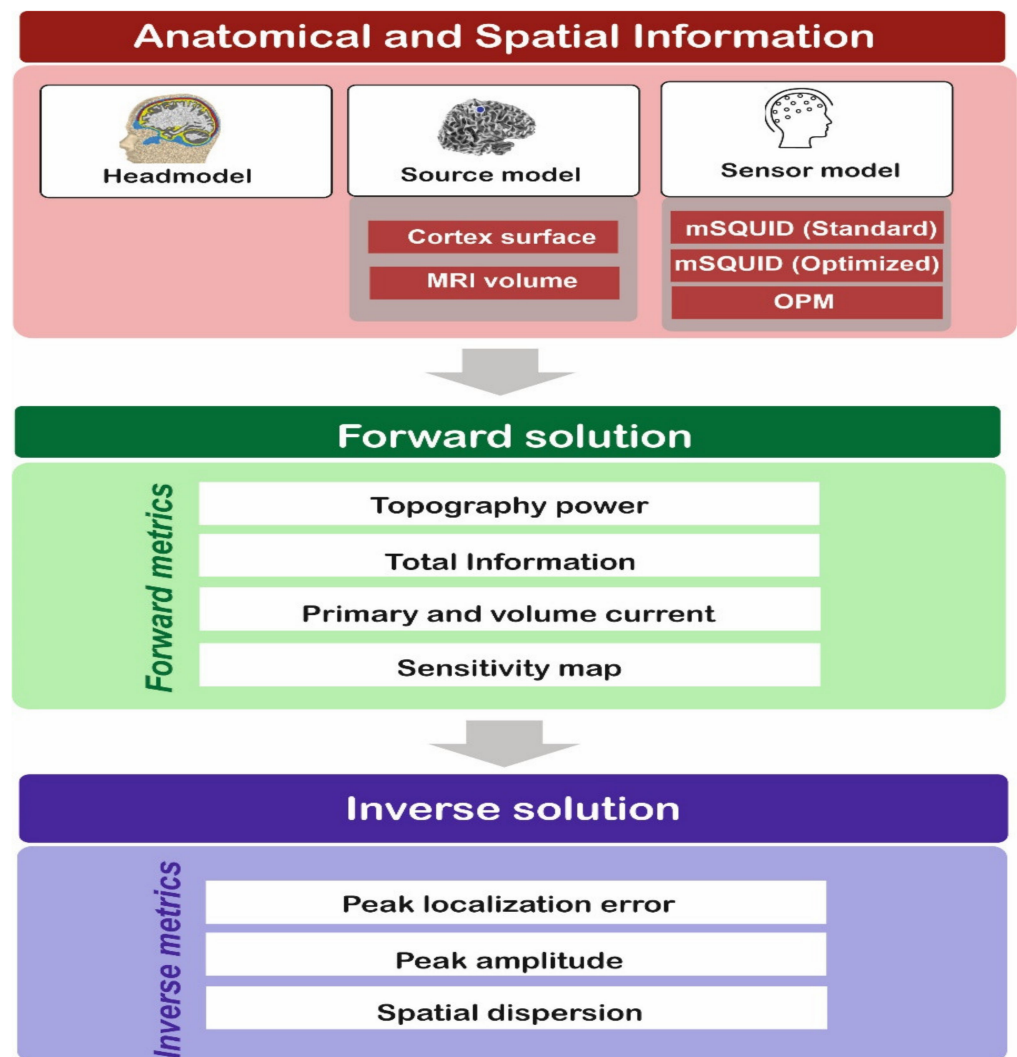 Anatomical and Spatial Information
Headmodel
Source model
Sensor model
Cortex surface
MRI volume
mSQUID (Standard)
mSQUID (Optimized)
OPM
Forward solution
Forward metrics
Topography power
Total Information
Primary and volume current
Sensitivity map
Inverse solution
Inverse metrics
Peak localization error
Peak amplitude
Spatial dispersion